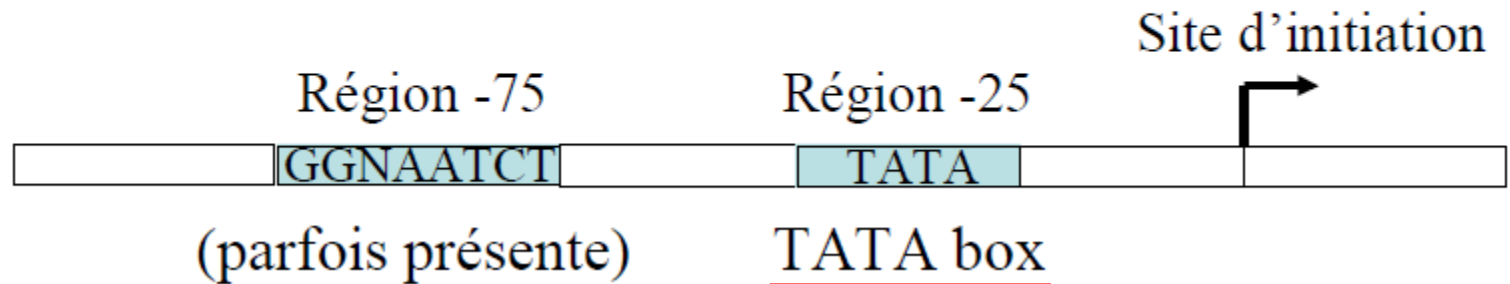 Site d'initiation
Région -75 Région -25
GGNAATCT TATA
(parfois présente) TATA box